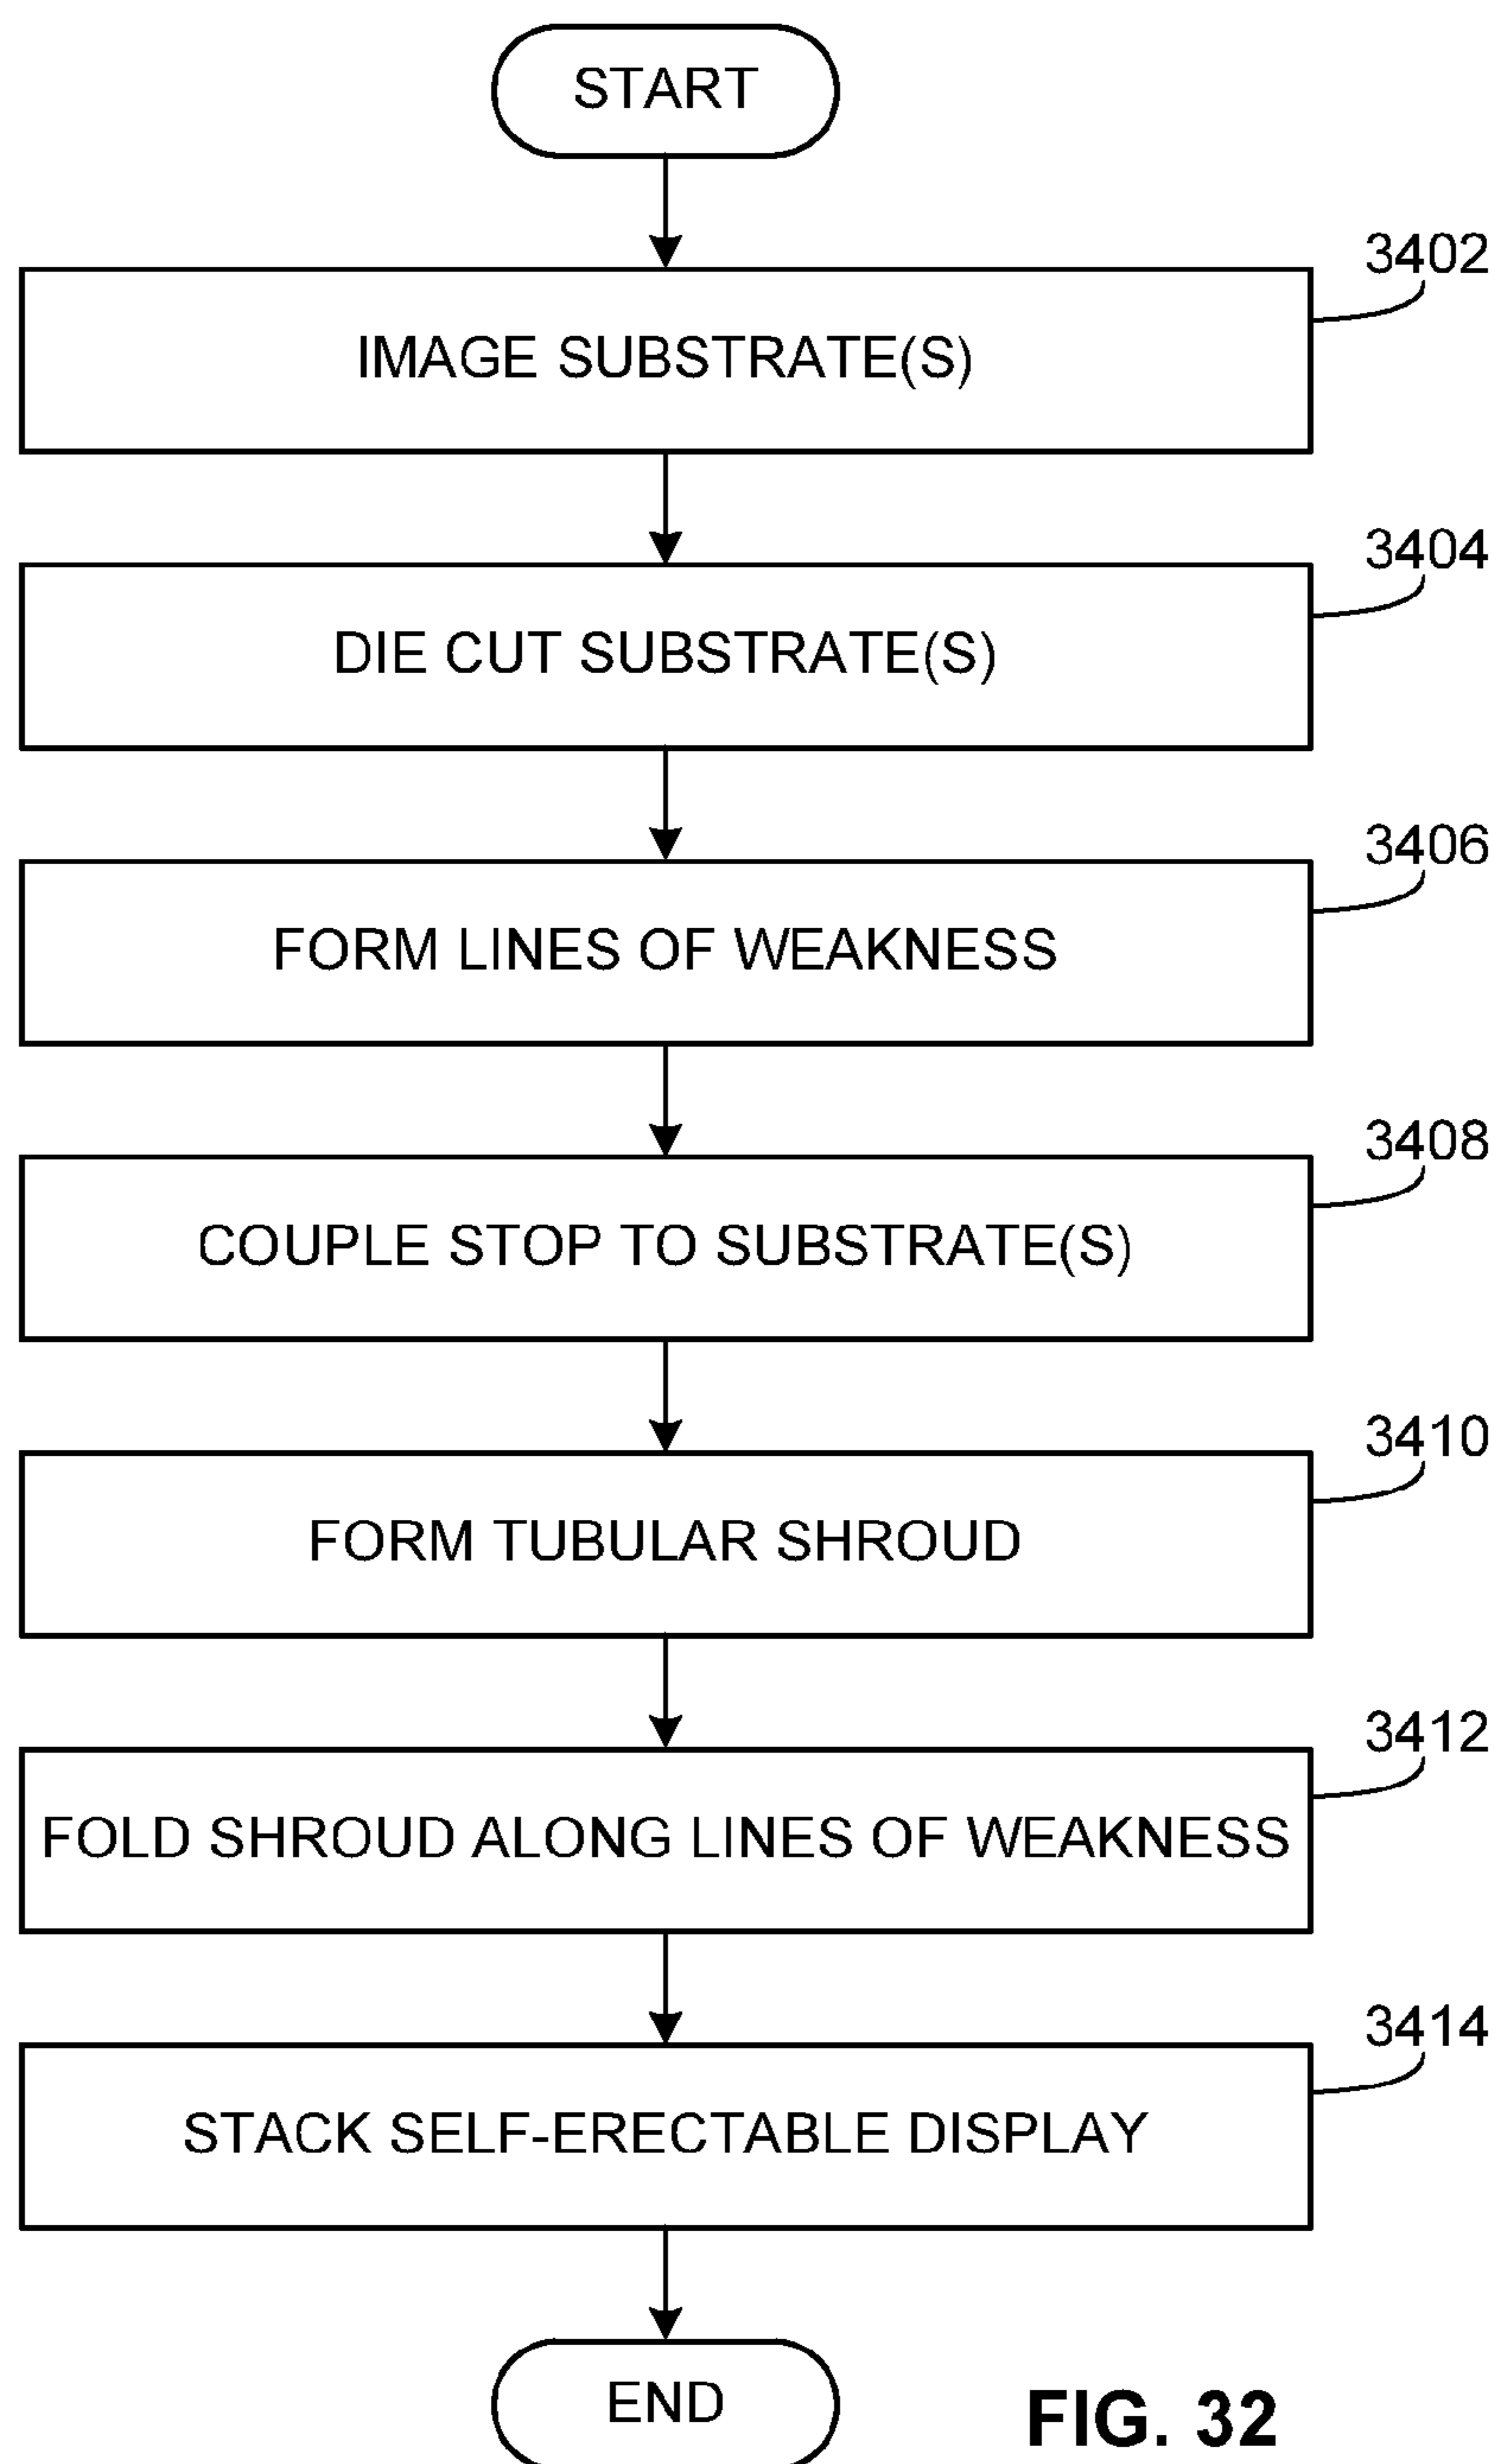 START
3402
IMAGE SUBSTRATE(S)
3404
DIE CUT SUBSTRATE(S)
3406
FORM LINES OF WEAKNESS
3408
COUPLE STOP TO SUBSTRATE(S)
3410
FORM TUBULAR SHROUD
3412
FOLD SHROUD ALONG LINES OF WEAKNESS
3414
STACK SELF-ERECTABLE DISPLAY
END
FIG. 32